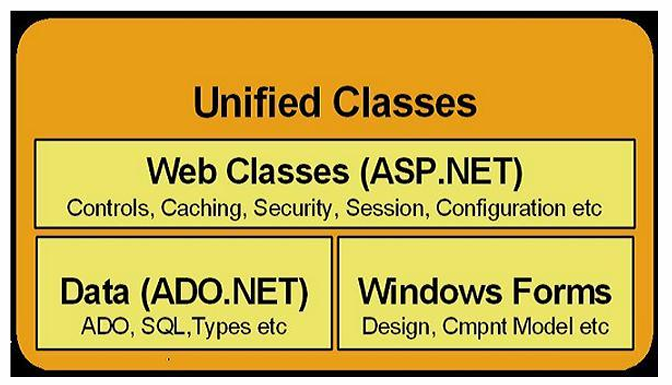 Unified Classes
Web Classes (ASP.NET)
Controls, Caching, Security, Session, Configuration etc
Data (ADO.NET)
ADO, SQL,Types etc
Windows Forms
Design, Cmpnt Model etc